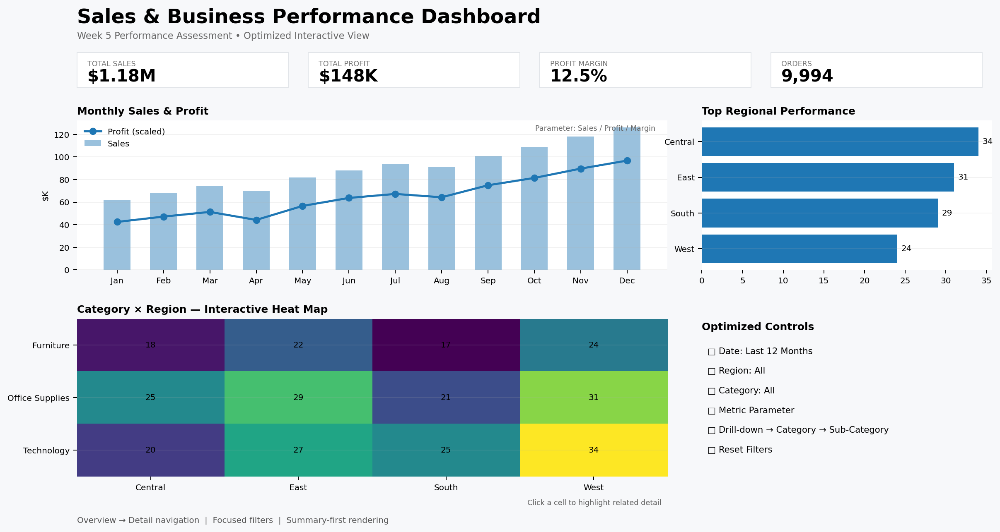 Sales & Business Performance Dashboard
Week 5 Performance Assessment • Optimized Interactive View
TOTAL SALES
$1.18M
TOTAL PROFIT
$148K
PROFIT MARGIN
12.5%
ORDERS
9,994
Monthly Sales & Profit
Parameter: Sales / Profit / Margin
Profit (scaled)
Sales
$K
120
100
80
60
40
20
0
Jan Feb Mar Apr May Jun Jul Aug Sep Oct Nov Dec
Top Regional Performance
Central 34
East 31
South 29
West 24
0 5 10 15 20 25 30 35
Category × Region — Interactive Heat Map
Furniture 18 22 17 24
Office Supplies 25 29 21 31
Technology 20 27 25 34
Central East South West
Click a cell to highlight related detail
Optimized Controls
□ Date: Last 12 Months
□ Region: All
□ Category: All
□ Metric Parameter
□ Drill-down → Category → Sub-Category
□ Reset Filters
Overview → Detail navigation | Focused filters | Summary-first rendering